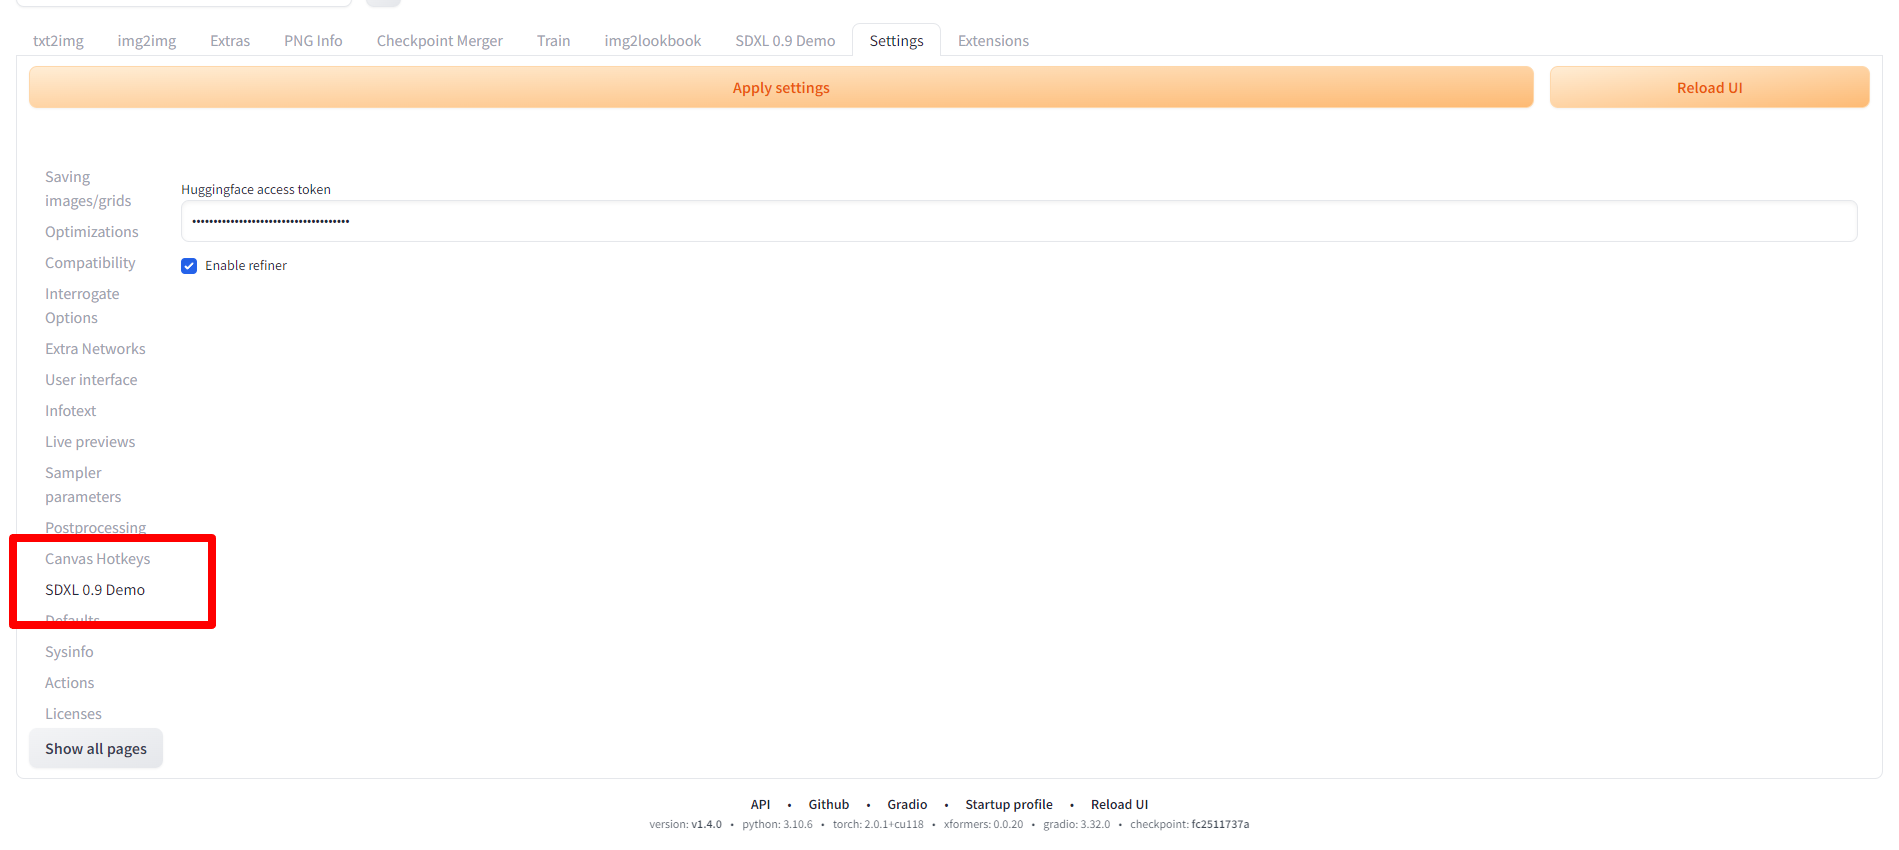 txt2img img2img Extras PNG Info Checkpoint Merger Train img2lookbook SDXL 0.9 Demo Settings Extensions
Apply settings Reload UI
Saving
images/grids
Huggingface access token
•••••••••••••••••••••••••••••••••••••
Optimizations
Compatibility
Enable refiner
Interrogate
Options
Extra Networks
User interface
Infotext
Live previews
Sampler
parameters
Postprocessing
Canvas Hotkeys
SDXL 0.9 Demo
Defaults
Sysinfo
Actions
Licenses
Show all pages
API • Github • Gradio • Startup profile • Reload UI
version: v1.4.0 • python: 3.10.6 • torch: 2.0.1+cu118 • xformers: 0.0.20 • gradio: 3.32.0 • checkpoint: fc2511737a